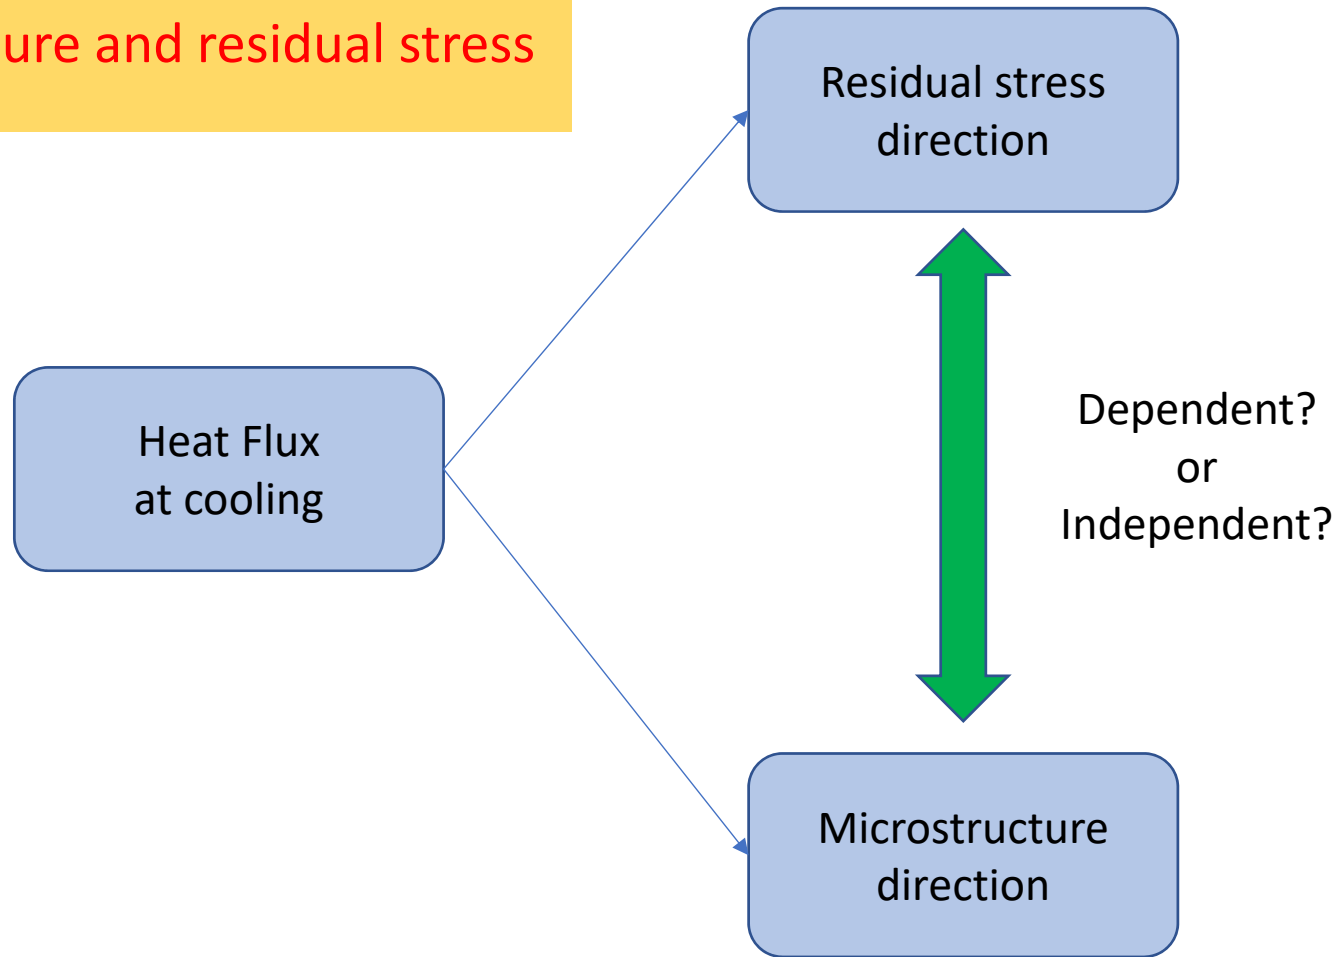 ure and residual stress
Residual stress
direction
Heat Flux
at cooling
Dependent?
or
Independent?
Microstructure
direction